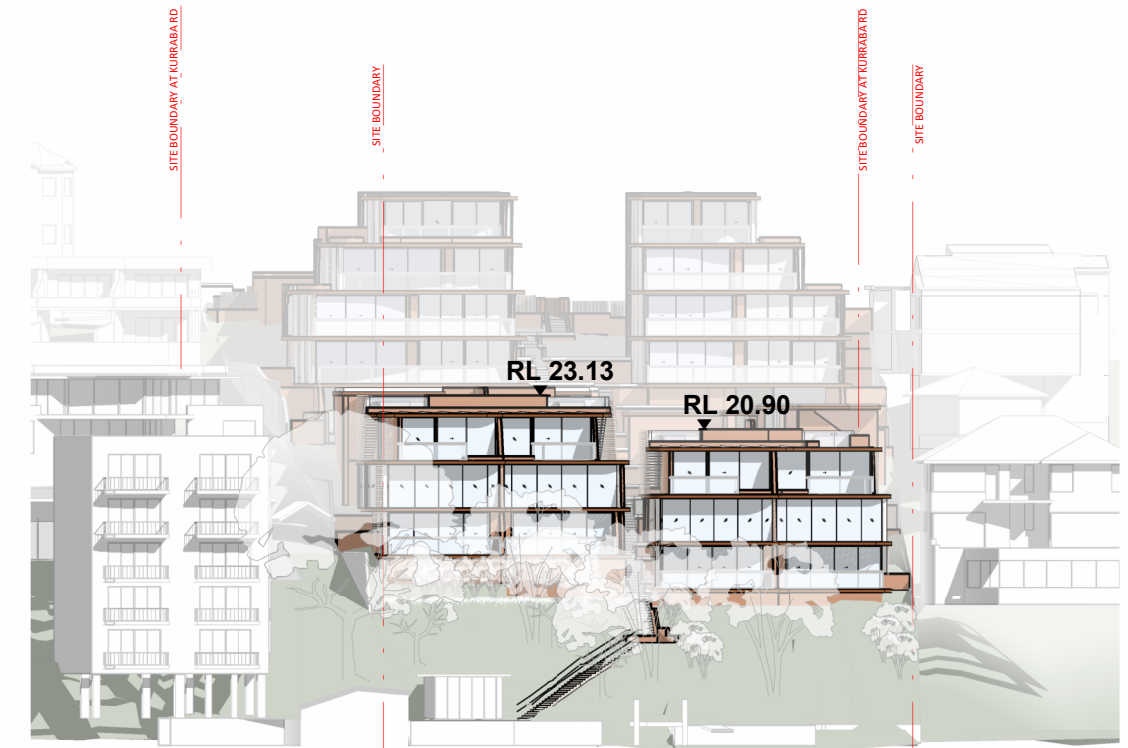 SITE BOUNDARY AT KURRABA RD
SITE BOUNDARY
SITE BOUNDARY AT KURRABA RD
SITE BOUNDARY
RL 23.13
RL 20.90